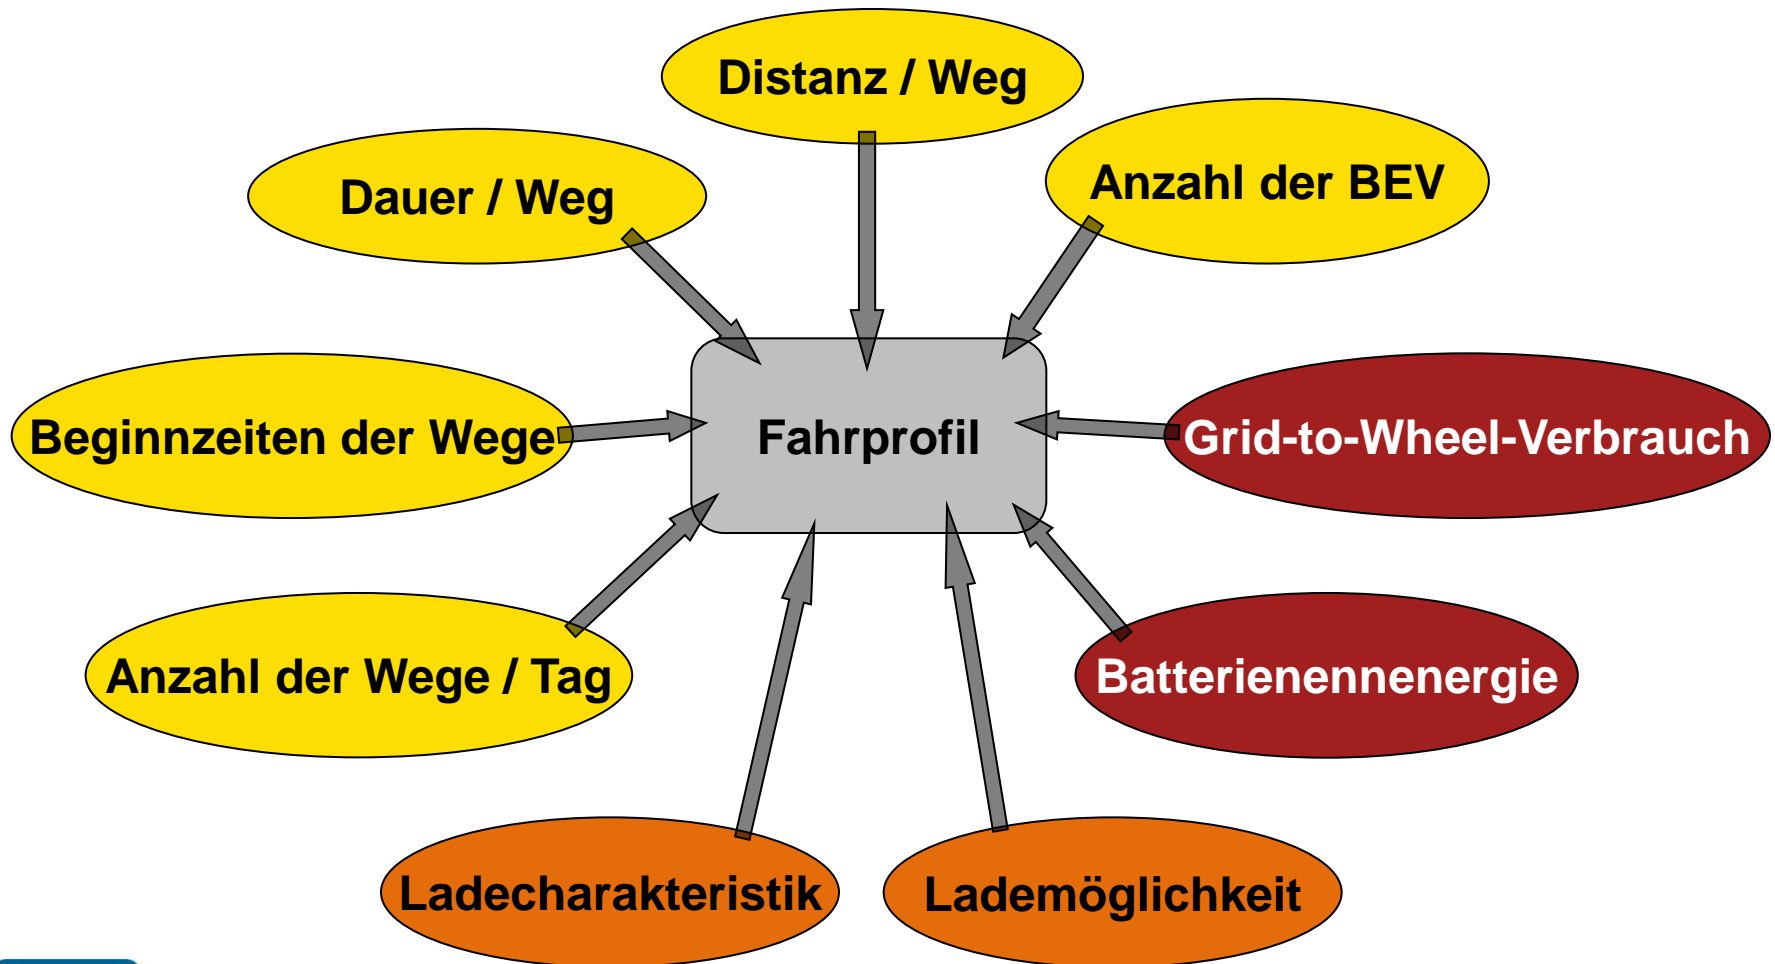 Distanz / Weg
Anzahl der BEV
Dauer / Weg
Beginnzeiten der Wege
Fahrprofil
Grid-to-Wheel-Verbrauch
Anzahl der Wege / Tag
Batterienennenergie
Ladecharakteristik
Lademöglichkeit